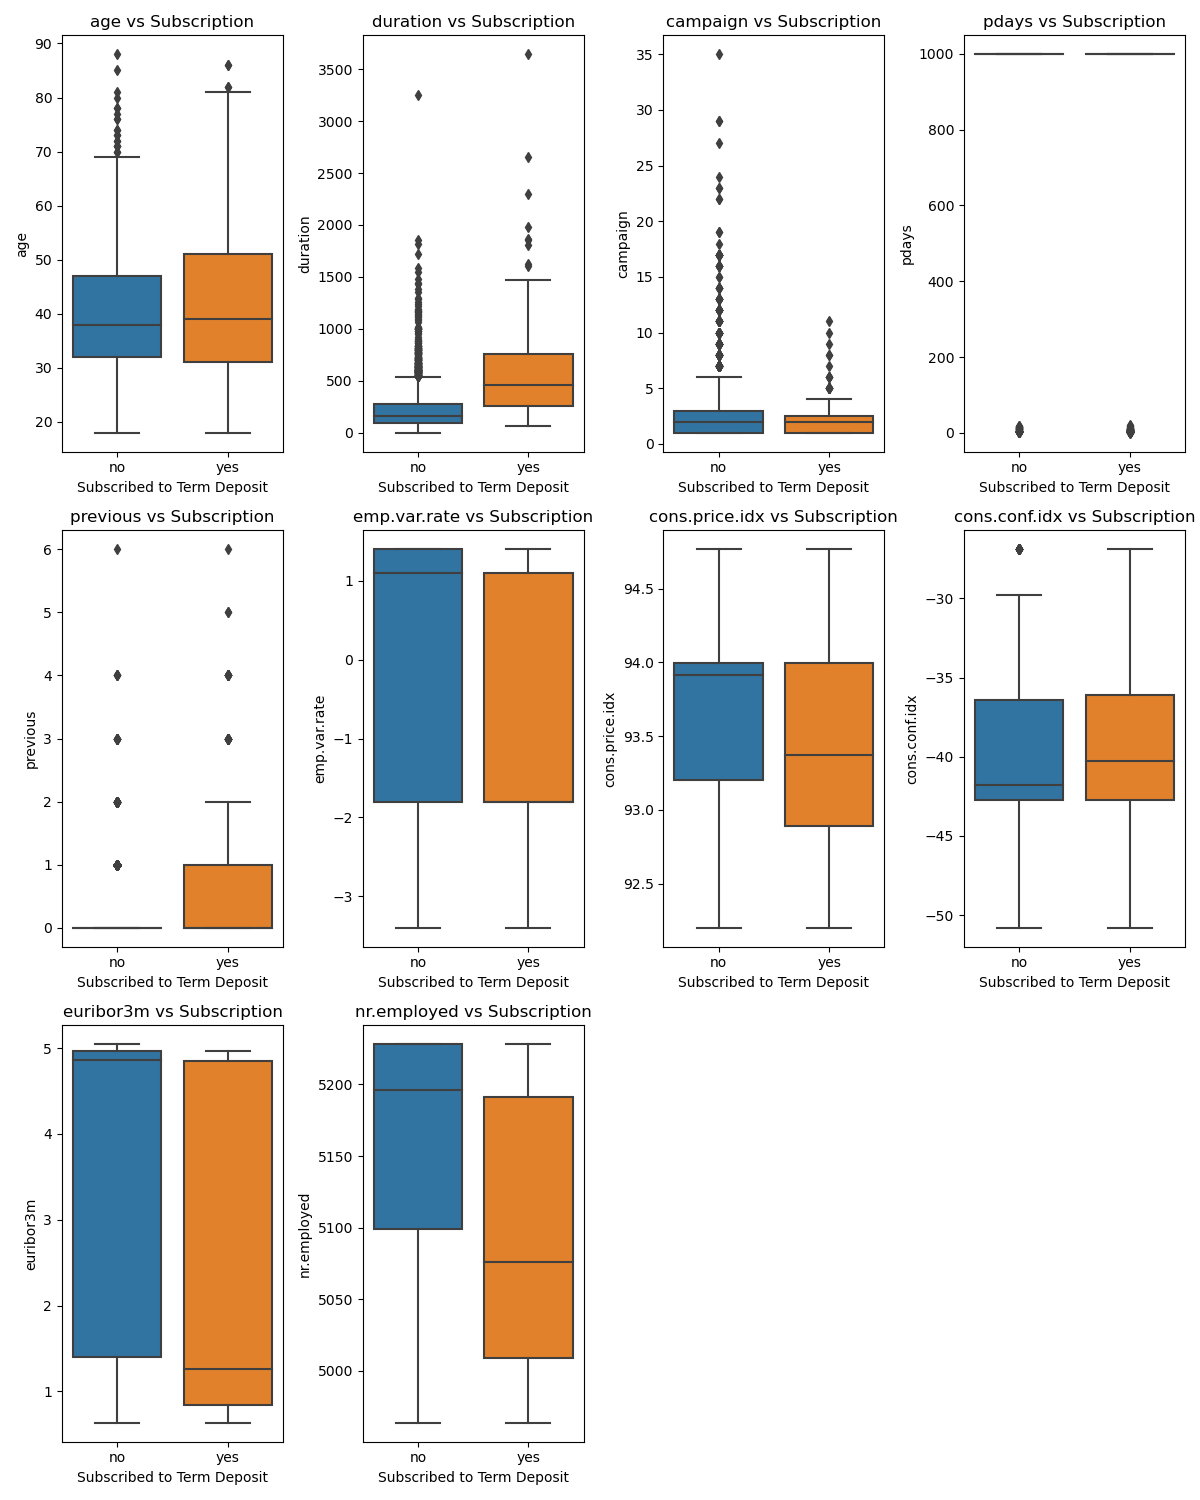 age vs Subscription
90
80
70
60
50
40
30
20
age
no
yes
Subscribed to Term Deposit
duration vs Subscription
3500
3000
2500
2000
1500
1000
500
0
duration
no
yes
Subscribed to Term Deposit
campaign vs Subscription
35
30
25
20
15
10
5
0
campaign
no
yes
Subscribed to Term Deposit
pdays vs Subscription
1000
800
600
400
200
0
pdays
no
yes
Subscribed to Term Deposit
previous vs Subscription
6
5
4
3
2
1
0
previous
no
yes
Subscribed to Term Deposit
emp.var.rate vs Subscription
1
0
−1
−2
−3
emp.var.rate
no
yes
Subscribed to Term Deposit
cons.price.idx vs Subscription
94.5
94.0
93.5
93.0
92.5
cons.price.idx
no
yes
Subscribed to Term Deposit
cons.conf.idx vs Subscription
−30
−35
−40
−45
−50
cons.conf.idx
no
yes
Subscribed to Term Deposit
euribor3m vs Subscription
5
4
3
2
1
euribor3m
no
yes
Subscribed to Term Deposit
nr.employed vs Subscription
5200
5150
5100
5050
5000
nr.employed
no
yes
Subscribed to Term Deposit